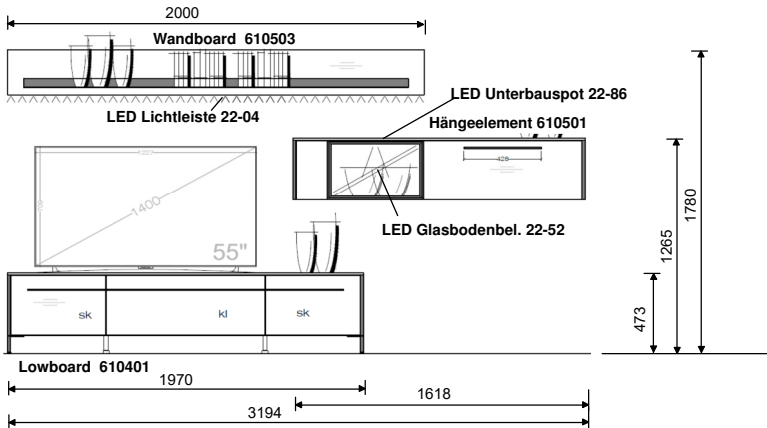 2000
Wandboard 610503
LED Unterbauspot 22-86
LED Lichtleiste 22-04
Hängeelement 610501
428
1400
55"
LED Glasbodenbel. 22-52
1780
1265
473
sk
kl
sk
Lowboard 610401
1970
1618
3194